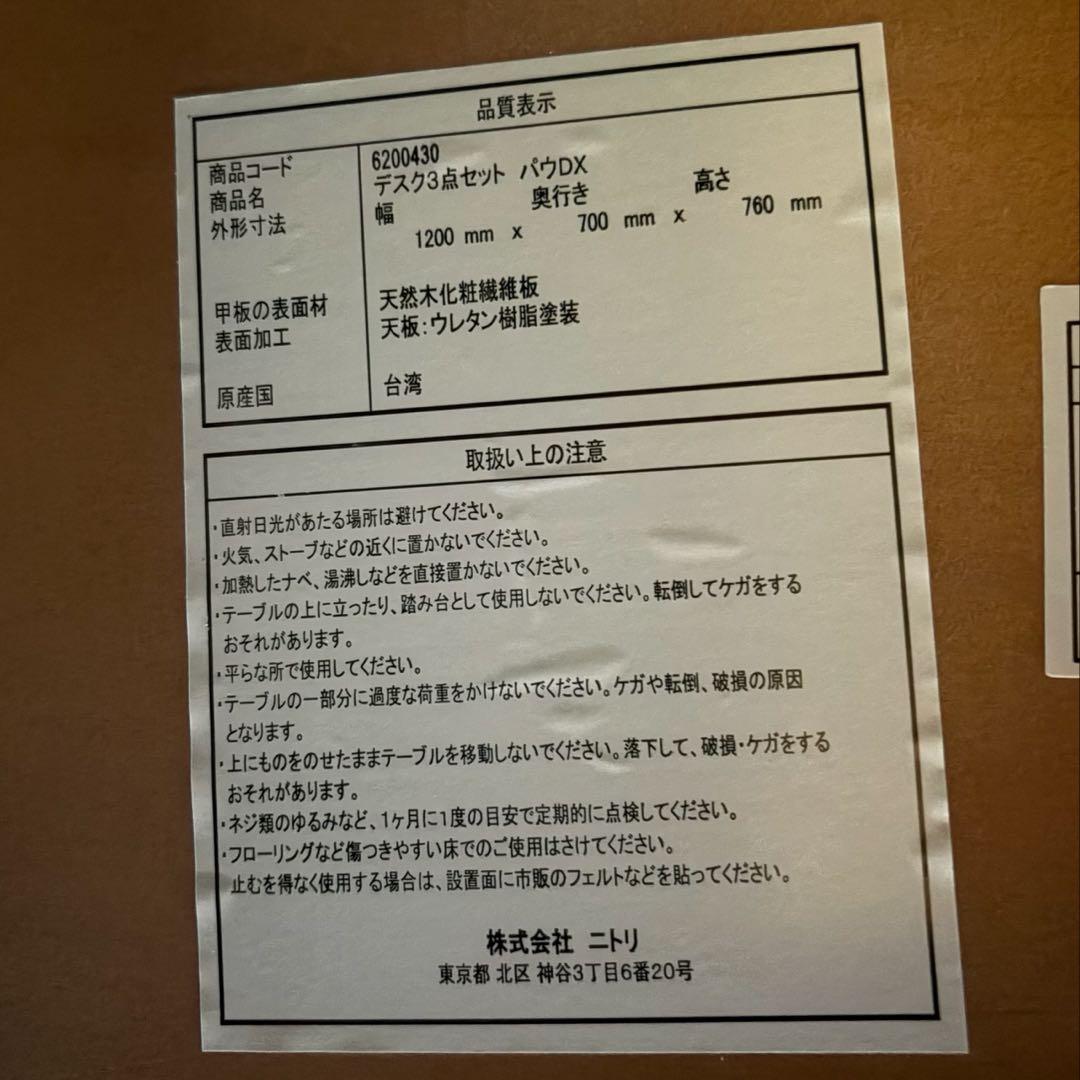 品質表示
商品コード 6200430
商品名 デスク3点セット パウDX
外形寸法 幅 奥行き 高さ
1200 mm x 700 mm x 760 mm
甲板の表面材 天然木化粧繊維板
表面加工 天板:ウレタン樹脂塗装
原産国 台湾
取扱い上の注意
・直射日光があたる場所は避けてください。
・火気、ストーブなどの近くに置かないでください。
・加熱したナベ、湯沸しなどを直接置かないでください。
・テーブルの上に立ったり、踏み台として使用しないでください。転倒してケガをする
おそれがあります。
・平らな所で使用してください。
・テーブルの一部分に過度な荷重をかけないでください。ケガや転倒、破損の原因
となります。
・上にものをのせたままテーブルを移動しないでください。落下して、破損・ケガをする
おそれがあります。
・ネジ類のゆるみなど、1ヶ月に1度の目安で定期的に点検してください。
・フローリングなど傷つきやすい床でのご使用はさけてください。
止むを得なく使用する場合は、設置面に市販のフェルトなどを貼ってください。
株式会社 ニトリ
東京都 北区 神谷3丁目6番20号